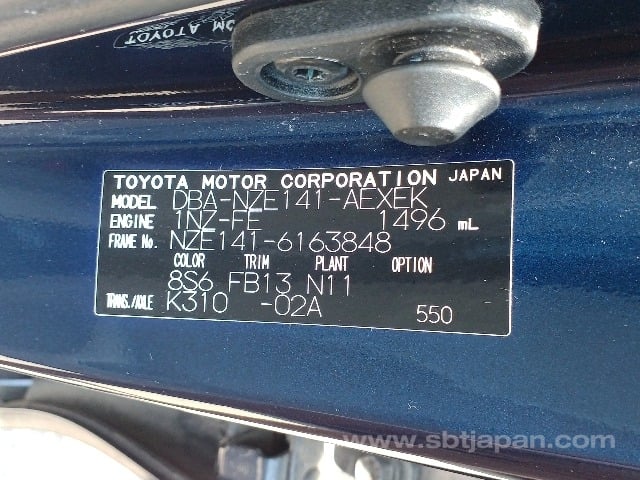 TOYOTA MOTOR CORPORATION JAPAN
MODEL DBA-NZE141-AEXEK
ENGINE 1NZ-FE 1496 mL
FRAME No. NZE141-6163848
COLOR TRIM PLANT OPTION
8S6 FB13 N11
TRANS./AXLE K310 -02A
550
www.sbtjapan.com